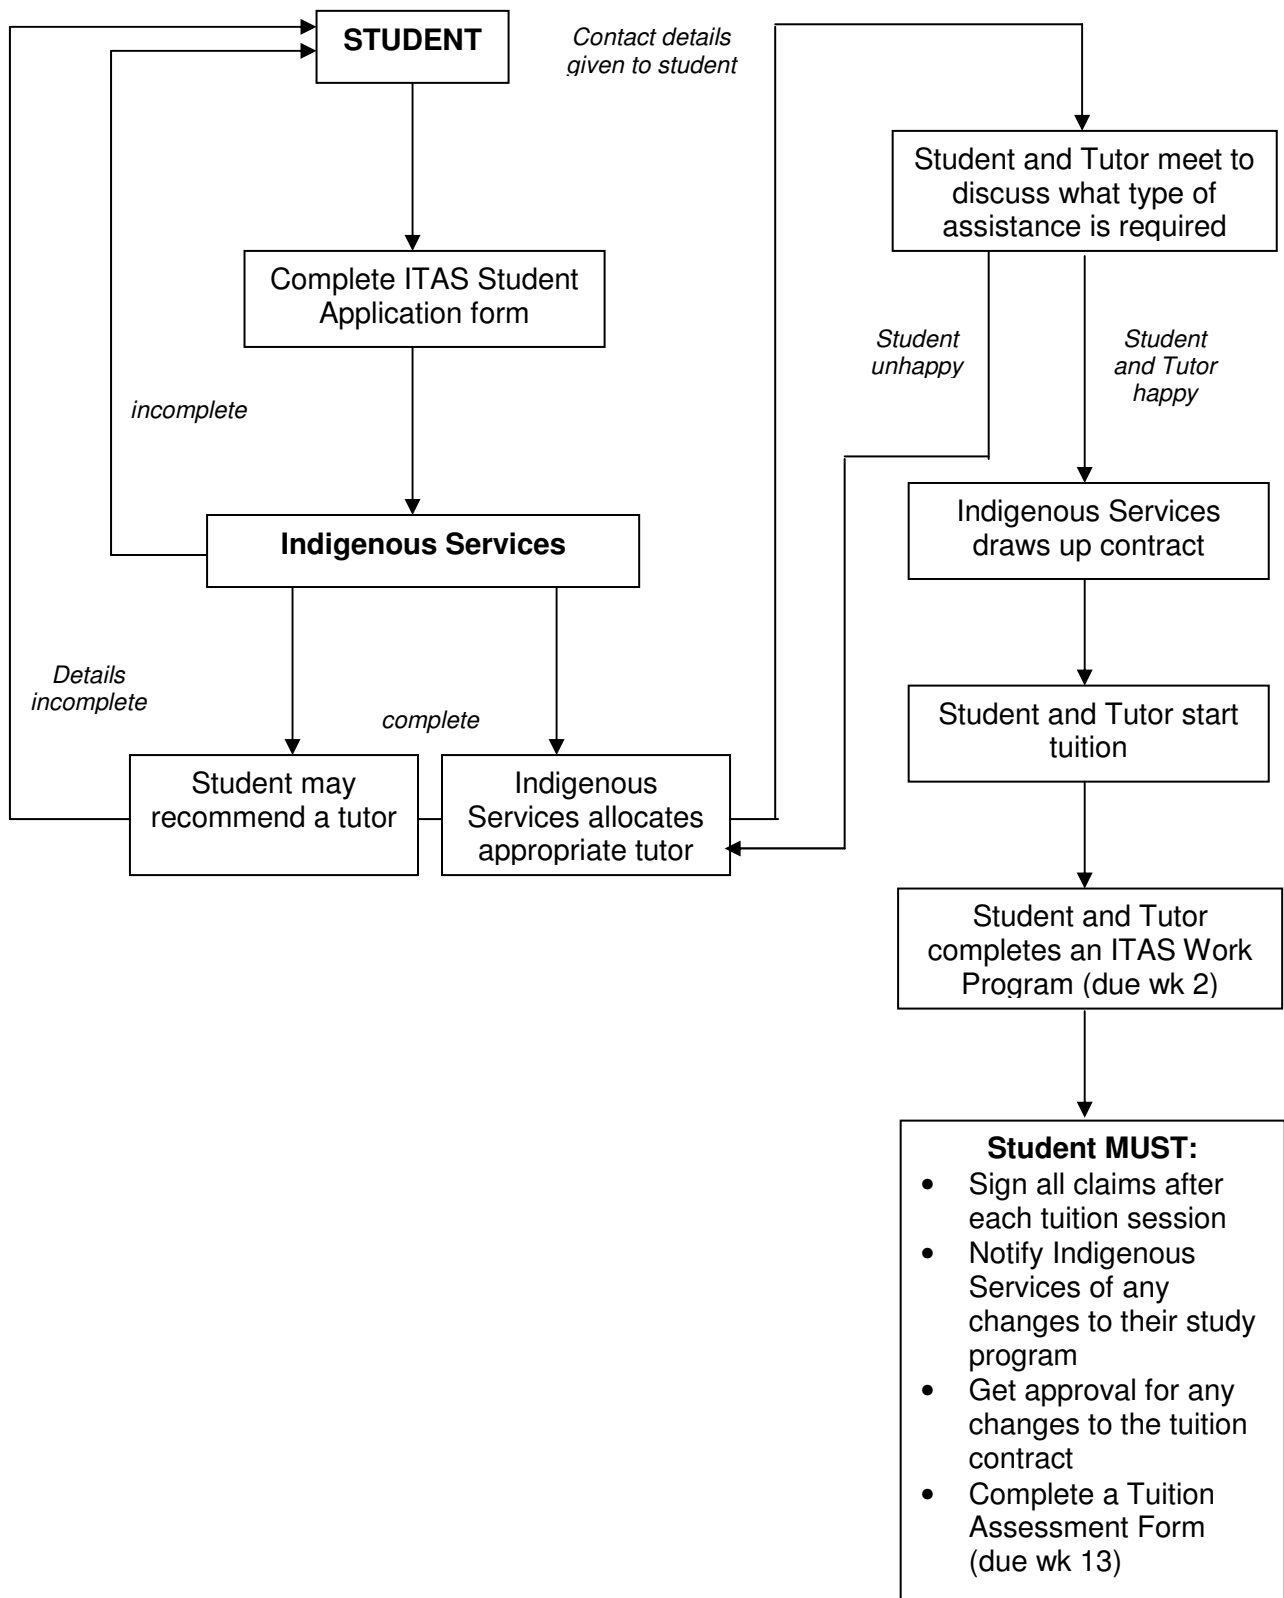 STUDENT
Contact details
given to student
Student and Tutor meet to
discuss what type of
assistance is required
Complete ITAS Student
Application form
Student
unhappy
Student
and Tutor
happy
incomplete
Indigenous Services
draws up contract
Indigenous Services
Details
incomplete
complete
Student and Tutor start
tuition
Student may
recommend a tutor
Indigenous
Services allocates
appropriate tutor
Student and Tutor
completes an ITAS Work
Program (due wk 2)
Student MUST:
• Sign all claims after
each tuition session
• Notify Indigenous
Services of any
changes to their study
program
• Get approval for any
changes to the tuition
contract
• Complete a Tuition
Assessment Form
(due wk 13)